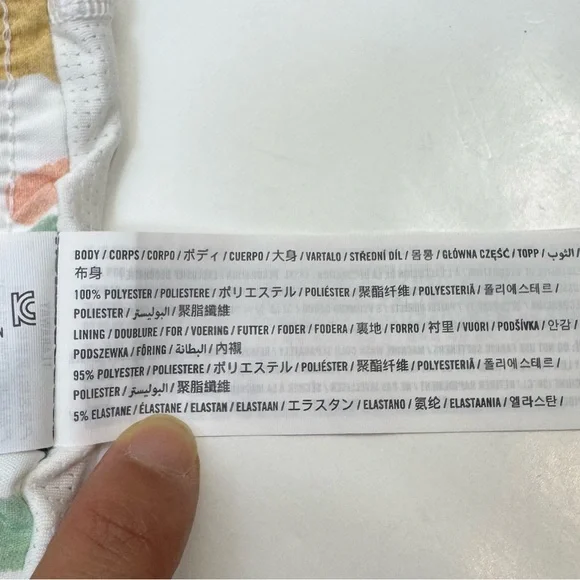 BODY / CORPS / CORPO / ボディ / CUERPO / 大身 / VARTALO / STŘEDNÍ DÍL / 몸통 / GŁÓWNA CZĘŚĆ / TOPP / الثوب /
布身
100% POLYESTER / POLIESTERE / ポリエステル / POLIÉSTER / 聚酯纤维 / POLYESTERIÄ / 폴리에스테르 /
POLIESTER / البوليستر / 聚脂纖維
LINING / DOUBLURE / FOR / VOERING / FUTTER / FODER / FODERA / 裏地 / FORRO / 衬里 / VUORI / PODŠÍVKA / 안감 /
PODSZEWKA / FÔRING / البطانة / 內襯
95% POLYESTER / POLIESTERE / ポリエステル / POLIÉSTER / 聚酯纤维 / POLYESTERIÄ / 폴리에스테르 /
POLIESTER / البوليستر / 聚脂纖維
5% ELASTANE / ÉLASTANE / ELASTAN / ELASTAAN / エラスタン / ELASTANO / 氨纶 / ELASTAANIA / 엘라스탄 /